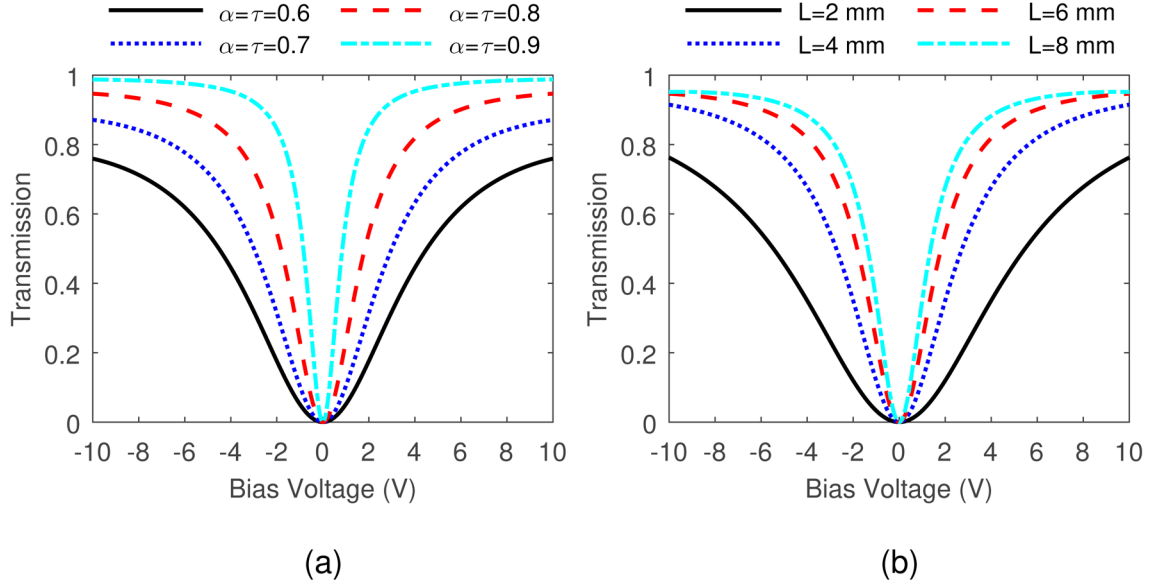 α=τ=0.6 α=τ=0.8
α=τ=0.7 α=τ=0.9
1
0.8
0.6
0.4
0.2
0
Transmission
-10 -8 -6 -4 -2 0 2 4 6 8 10
Bias Voltage (V)
(a)
L=2 mm L=6 mm
L=4 mm L=8 mm
1
0.8
0.6
0.4
0.2
0
Transmission
-10 -8 -6 -4 -2 0 2 4 6 8 10
Bias Voltage (V)
(b)